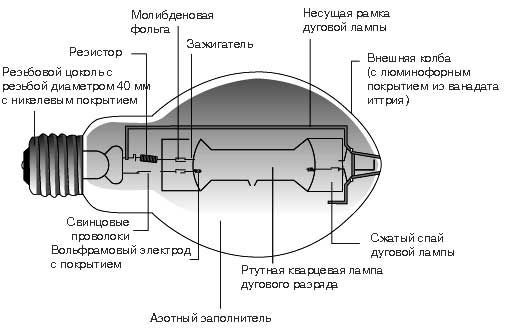 Молибденовая
фольга
Несущая рамка
дуговой лампы
Резистор
Зажигатель
Внешняя колба
(с люминофорным
покрытием из ванадата
иттрия)
Резьбовой цоколь с
резьбой диаметром 40 мм
с никелевым покрытием
Свинцовые
проволоки
Вольфрамовый электрод
с покрытием
Сжатый спай
дуговой лампы
Ртутная кварцевая лампа
дугового разряда
Азотный заполнитель